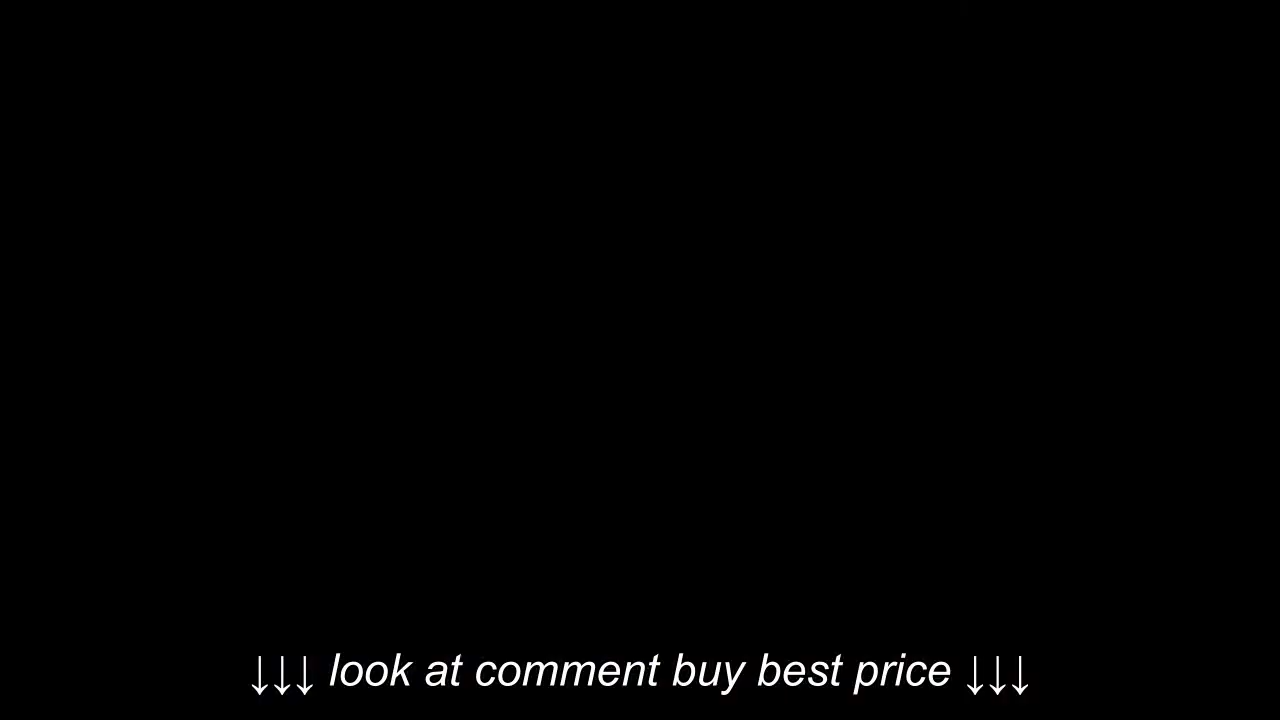 ↓↓↓ look at comment buy best price ↓↓↓